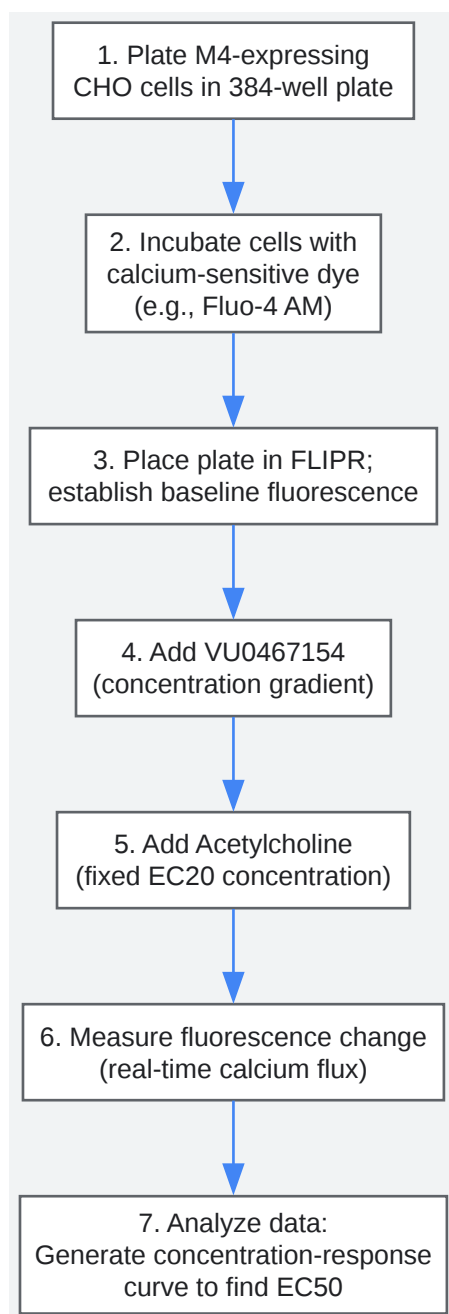 1. Plate M4-expressing
CHO cells in 384-well plate
2. Incubate cells with
calcium-sensitive dye
(e.g., Fluo-4 AM)
3. Place plate in FLIPR;
establish baseline fluorescence
4. Add VU0467154
(concentration gradient)
5. Add Acetylcholine
(fixed EC20 concentration)
6. Measure fluorescence change
(real-time calcium flux)
7. Analyze data:
Generate concentration-response
curve to find EC50